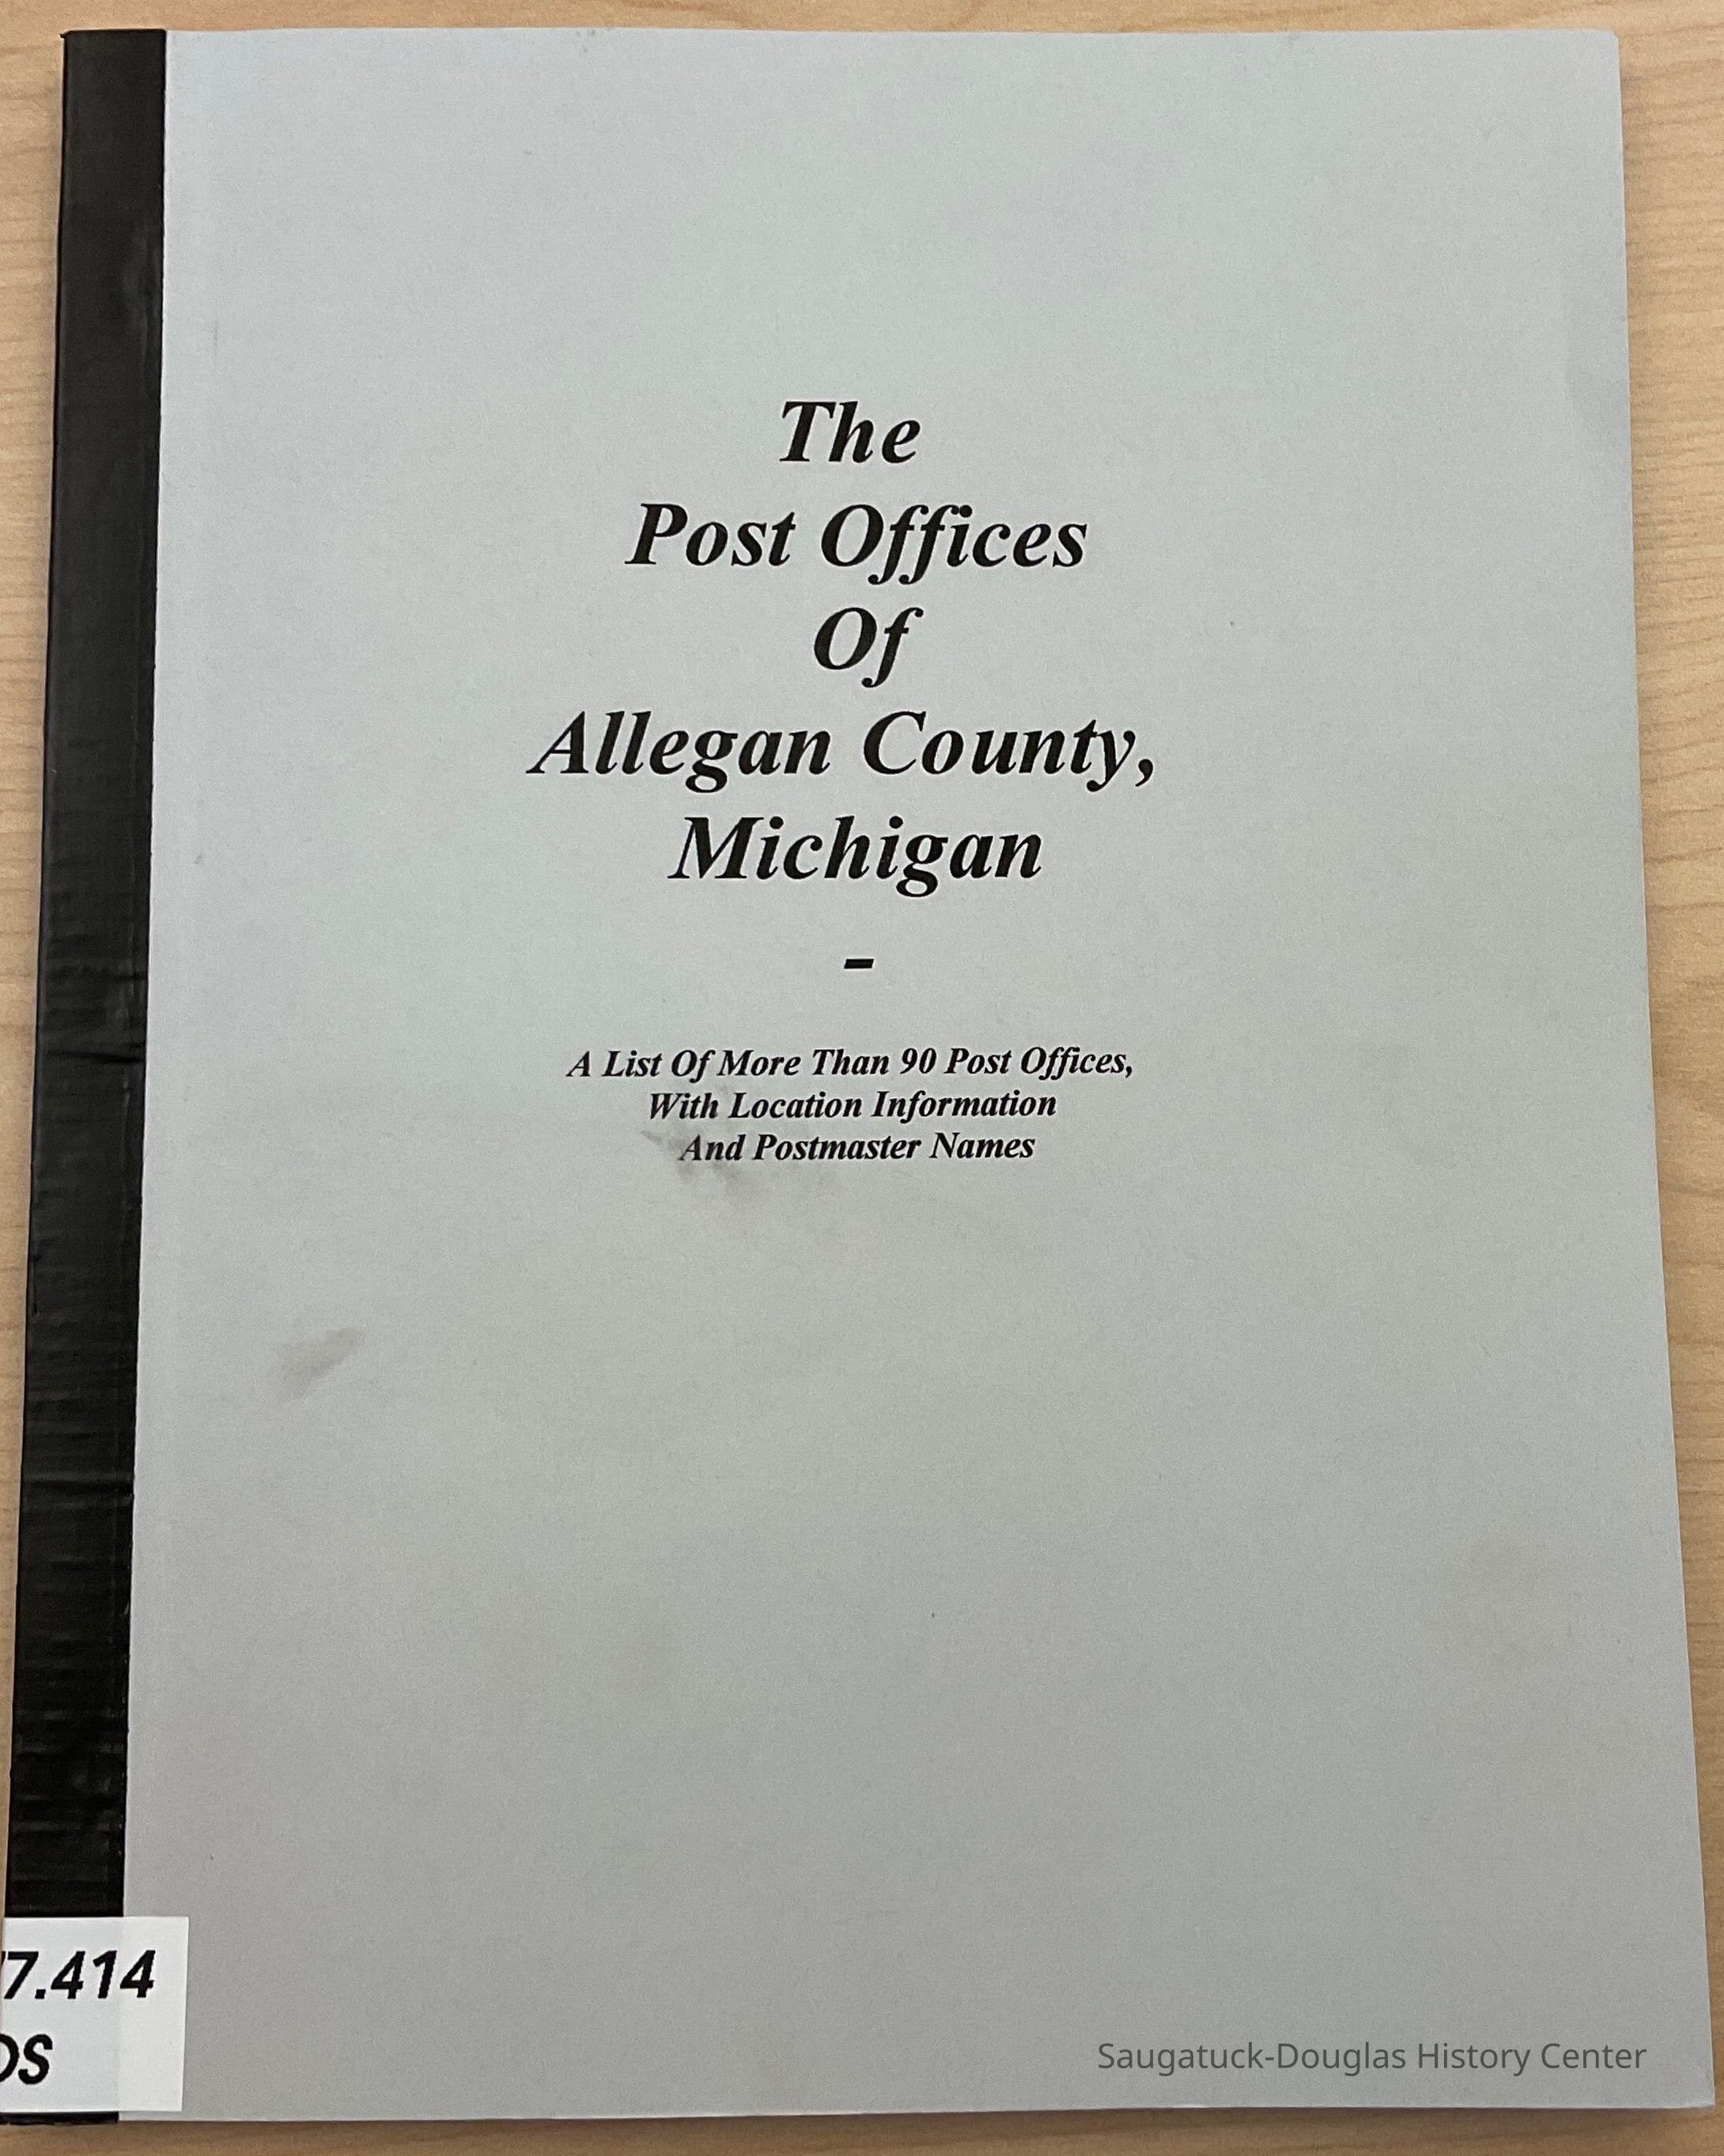 The
Post Offices
Of
Allegan County,
Michigan
-
A List Of More Than 90 Post Offices,
With Location Information
And Postmaster Names
7.414
OS
Saugatuck-Douglas History Center